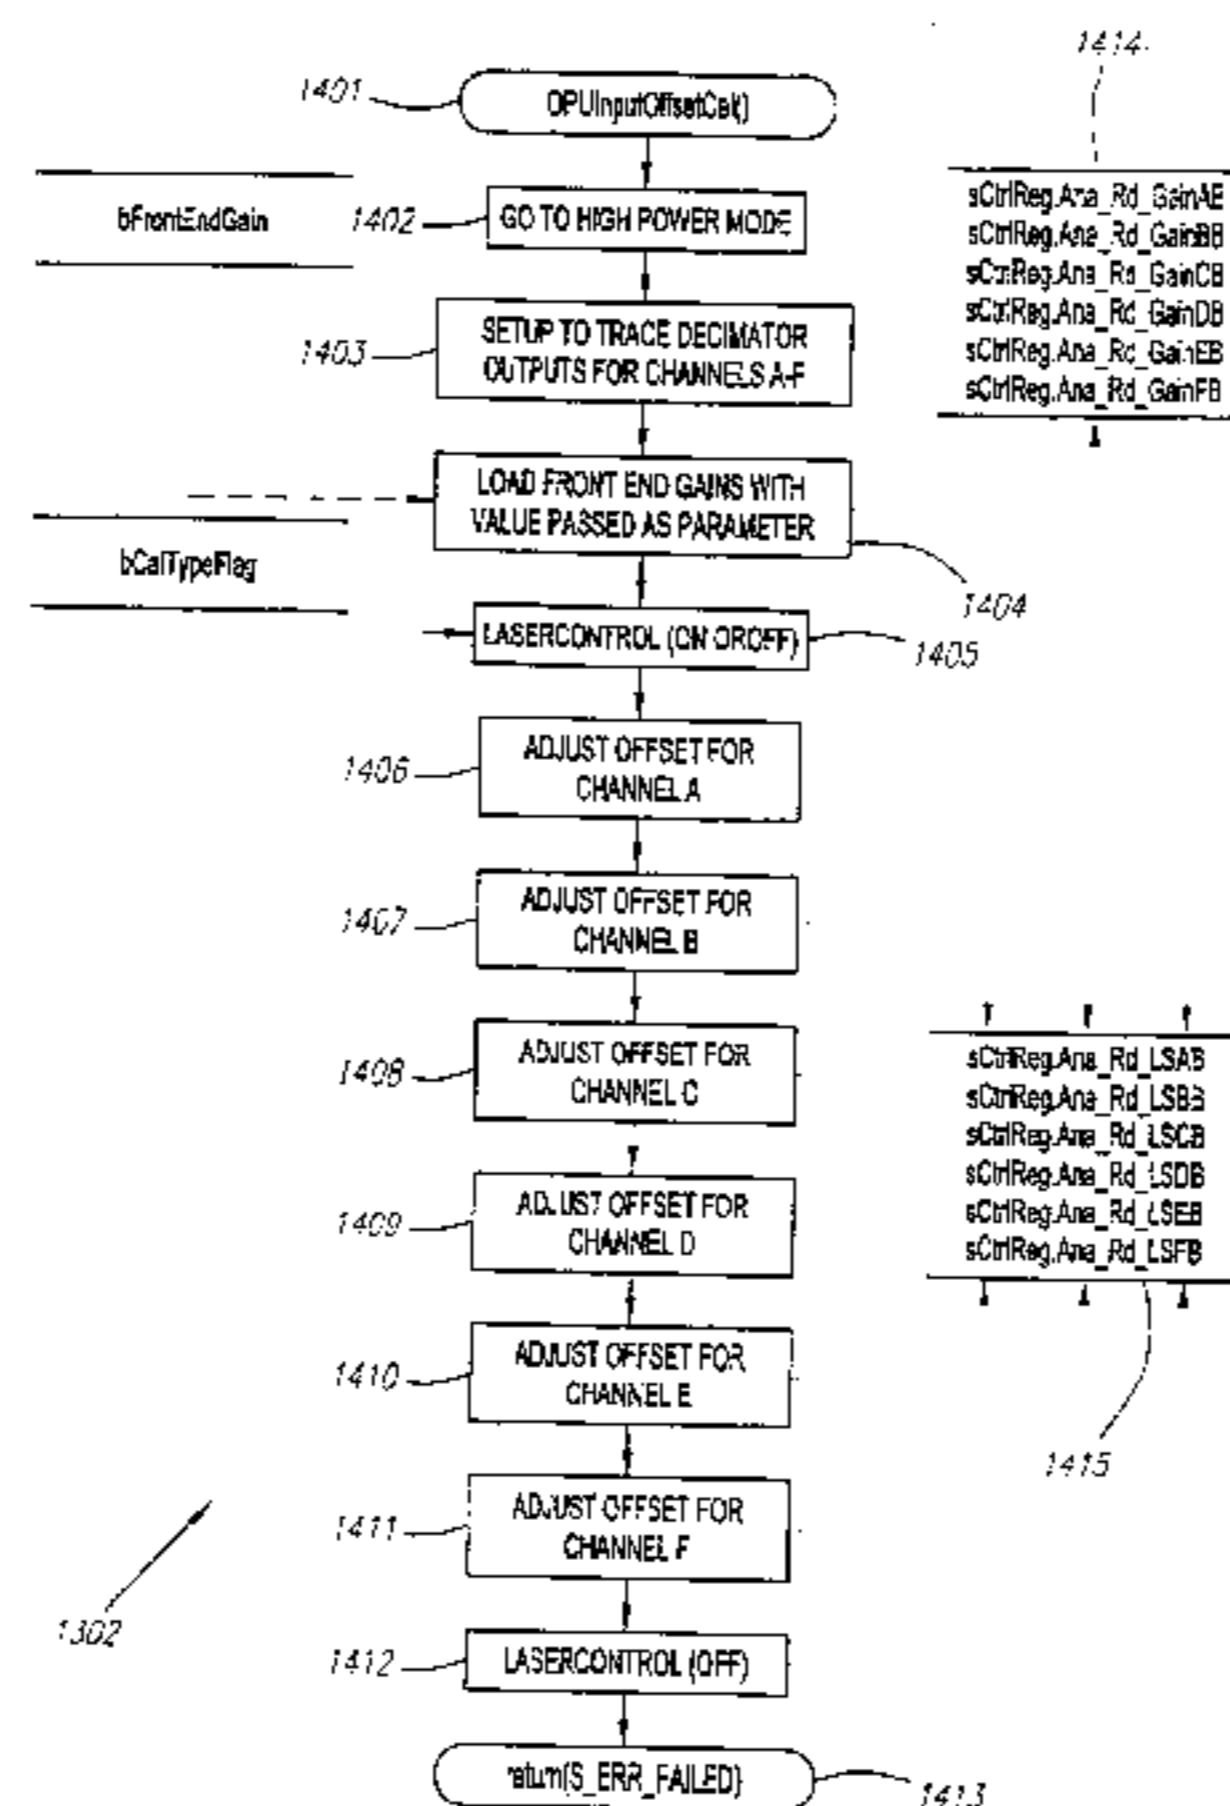 1401
OPUInputOffsetCal()
1414
bFrontEndGain
1402
GO TO HIGH POWER MODE
sCtrlReg.Ana_Rd_GainAB
sCtrlReg.Ana_Rd_GainBB
sCtrlReg.Ana_Rd_GainCB
sCtrlReg.Ana_Rd_GainDB
sCtrlReg.Ana_Rd_GainEB
sCtrlReg.Ana_Rd_GainFB
1403
SETUP TO TRACE DECIMATOR
OUTPUTS FOR CHANNELS A-F
LOAD FRONT END GAINS WITH
VALUE PASSED AS PARAMETER
1404
bCalTypeFlag
LASERCONTROL (ON OROFF)
1405
1406
ADJUST OFFSET FOR
CHANNEL A
1407
ADJUST OFFSET FOR
CHANNEL B
1408
ADJUST OFFSET FOR
CHANNEL C
sCtrlReg.Ana_Rd_LSAB
sCtrlReg.Ana_Rd_LSBB
sCtrlReg.Ana_Rd_LSCB
sCtrlReg.Ana_Rd_LSDB
sCtrlReg.Ana_Rd_LSEB
sCtrlReg.Ana_Rd_LSFB
1409
ADJUST OFFSET FOR
CHANNEL D
1410
ADJUST OFFSET FOR
CHANNEL E
1415
1411
ADJUST OFFSET FOR
CHANNEL F
1302
1412
LASERCONTROL (OFF)
return(S_ERR_FAILED)
1413